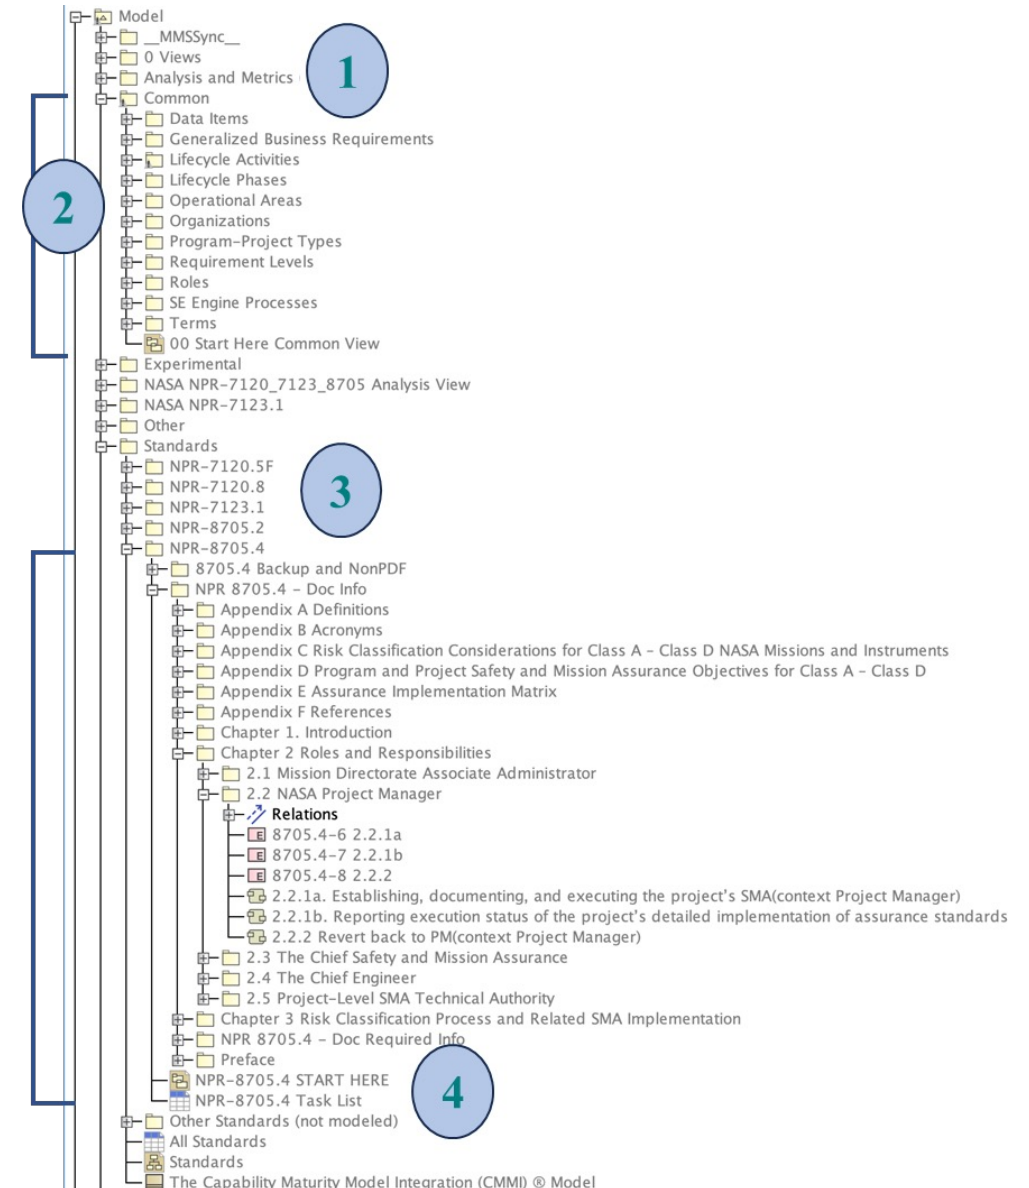 Model
__MMSSync__
0 Views
Analysis and Metrics
1
Common
Data Items
Generalized Business Requirements
Lifecycle Activities
Lifecycle Phases
Operational Areas
2
Organizations
Program-Project Types
Requirement Levels
Roles
SE Engine Processes
Terms
00 Start Here Common View
Experimental
NASA NPR-7120_7123_8705 Analysis View
NASA NPR-7123.1
Other
Standards
NPR-7120.5F
NPR-7120.8
3
NPR-7123.1
NPR-8705.2
NPR-8705.4
8705.4 Backup and NonPDF
NPR 8705.4 - Doc Info
Appendix A Definitions
Appendix B Acronyms
Appendix C Risk Classification Considerations for Class A - Class D NASA Missions and Instruments
Appendix D Program and Project Safety and Mission Assurance Objectives for Class A - Class D
Appendix E Assurance Implementation Matrix
Appendix F References
Chapter 1. Introduction
Chapter 2 Roles and Responsibilities
2.1 Mission Directorate Associate Administrator
2.2 NASA Project Manager
Relations
E 8705.4-6 2.2.1a
E 8705.4-7 2.2.1b
E 8705.4-8 2.2.2
2.2.1a. Establishing, documenting, and executing the project's SMA(context Project Manager)
2.2.1b. Reporting execution status of the project's detailed implementation of assurance standards
2.2.2 Revert back to PM(context Project Manager)
2.3 The Chief Safety and Mission Assurance
2.4 The Chief Engineer
2.5 Project-Level SMA Technical Authority
Chapter 3 Risk Classification Process and Related SMA Implementation
NPR 8705.4 - Doc Required Info
Preface
NPR-8705.4 START HERE
4
NPR-8705.4 Task List
Other Standards (not modeled)
All Standards
Standards
The Capability Maturity Model Integration (CMMI) ® Model